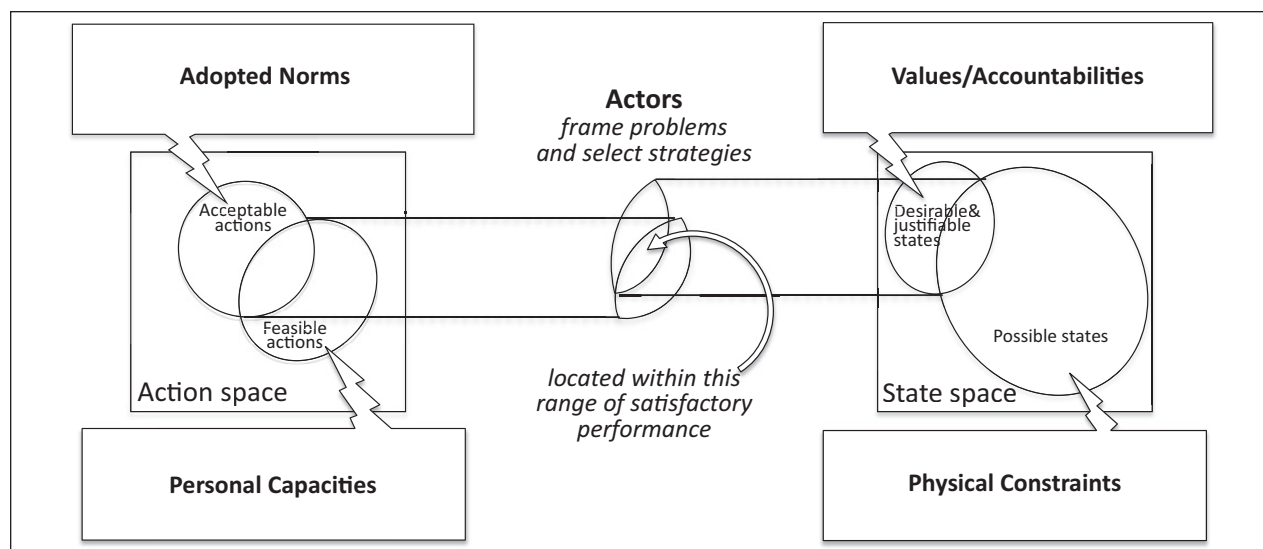 Adopted Norms
Values/Accountabilities
Actors
frame problems
and select strategies
Acceptable
actions
Desirable&
justifiable
states
Feasible
actions
Possible states
Action space
State space
located within this
range of satisfactory
performance
Personal Capacities
Physical Constraints